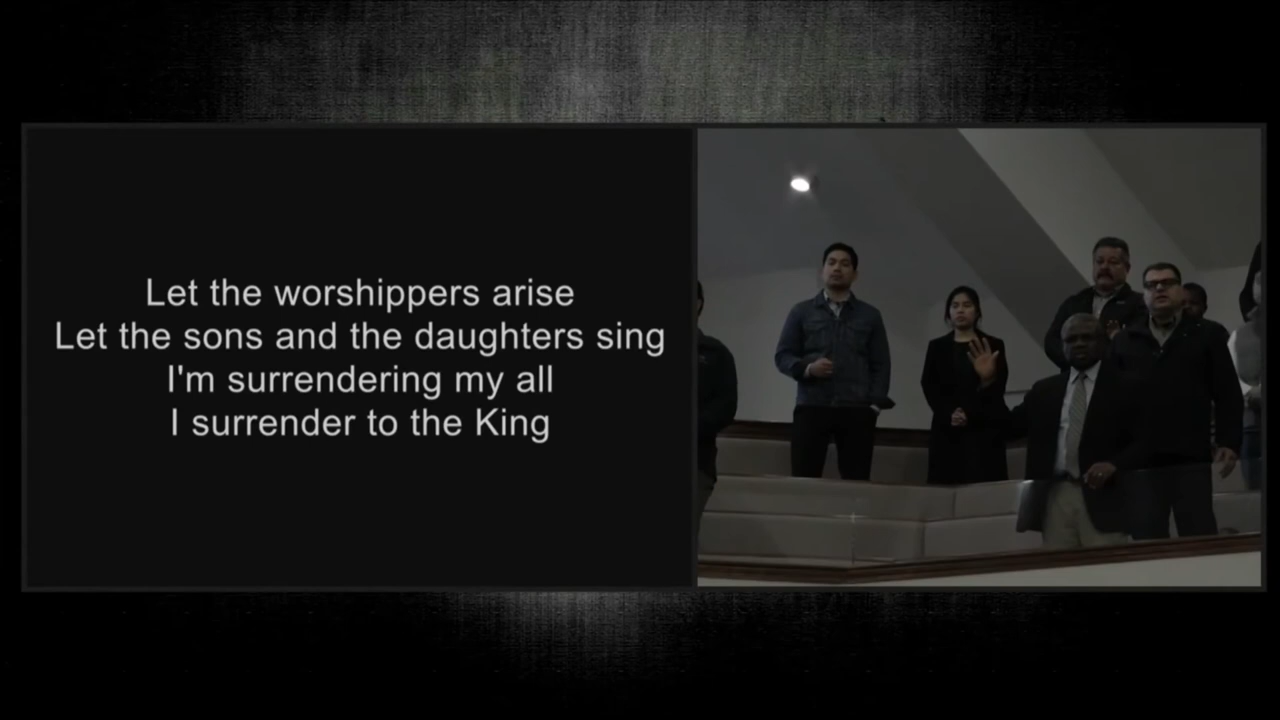 Let the worshippers arise
Let the sons and the daughters sing
I'm surrendering my all
I surrender to the King